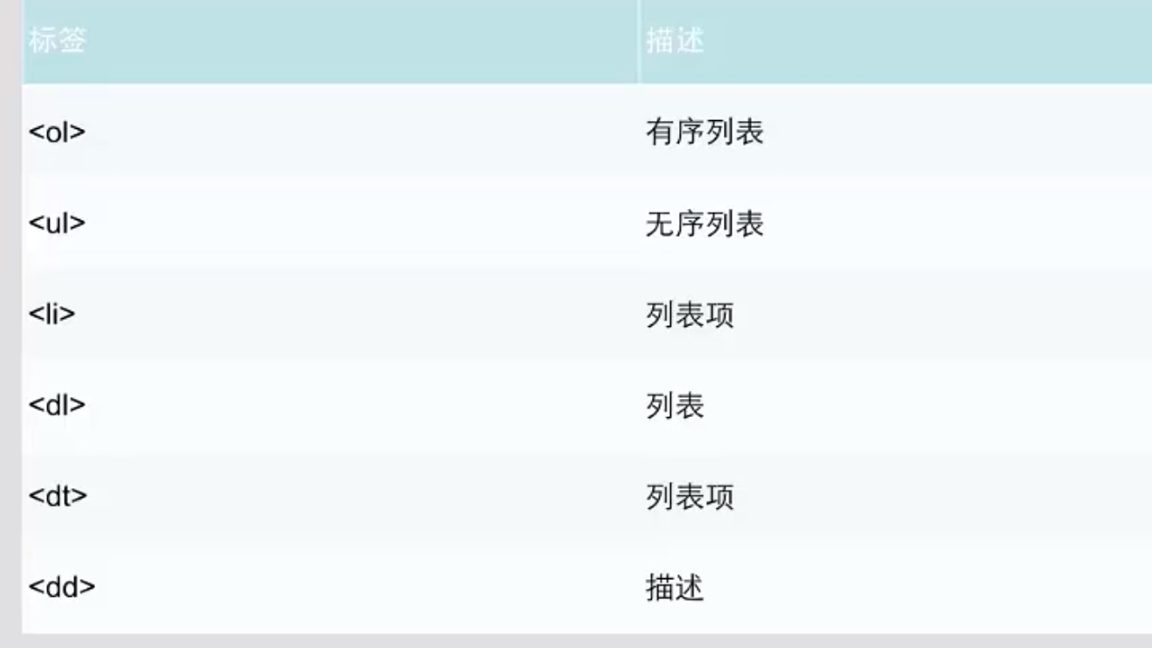 标签 描述
<ol> 有序列表
<ul> 无序列表
<li> 列表项
<dl> 列表
<dt> 列表项
<dd> 描述